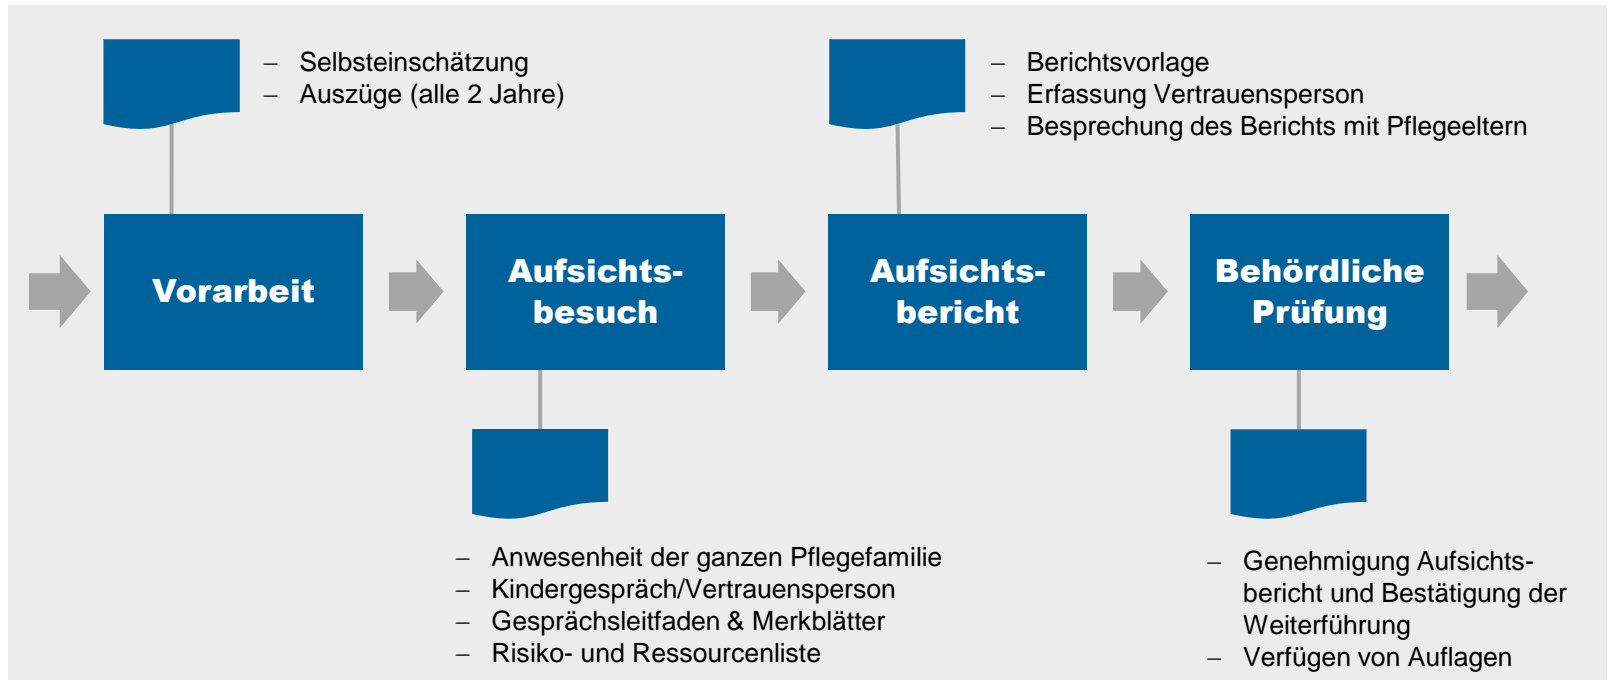 – Selbsteinschätzung
– Auszüge (alle 2 Jahre)
– Berichtsvorlage
– Erfassung Vertrauensperson
– Besprechung des Berichts mit Pflegeeltern
Vorarbeit
Aufsichts-
besuch
Aufsichts-
bericht
Behördliche
Prüfung
– Anwesenheit der ganzen Pflegefamilie
– Kindergespräch/Vertrauensperson
– Gesprächsleitfaden & Merkblätter
– Risiko- und Ressourcenliste
– Genehmigung Aufsichts-
bericht und Bestätigung der
Weiterführung
– Verfügen von Auflagen